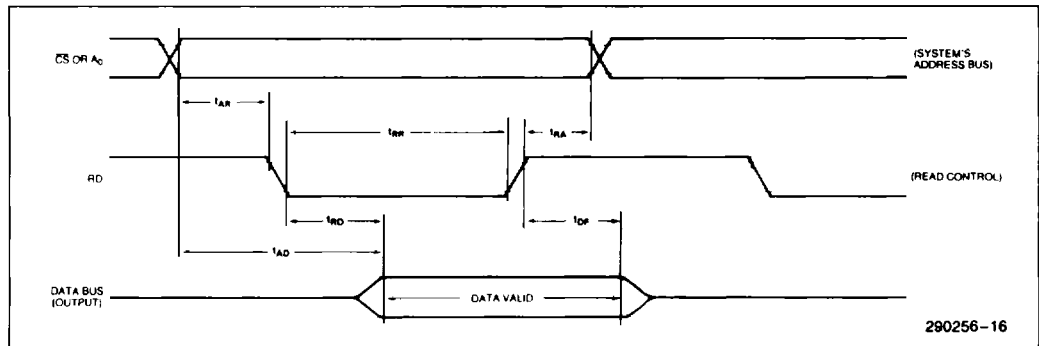 C̅S̅ OR A₀
(SYSTEM'S
ADDRESS BUS)
tAR
tRR
tRA
RD
(READ CONTROL)
tRD
tDF
tAD
DATA BUS
(OUTPUT)
DATA VALID
290256–16